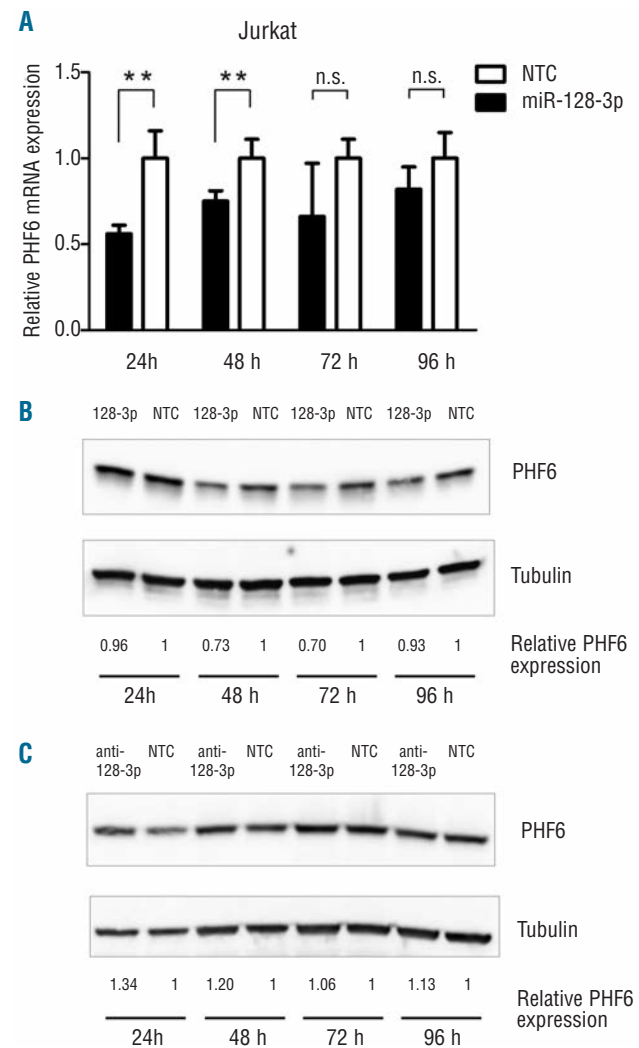 A
Jurkat
Relative PHF6 mRNA expression
1.5
1.0
0.5
0.0
** ** n.s. n.s.
NTC
miR-128-3p
24h 48 h 72 h 96 h
B
128-3p NTC 128-3p NTC 128-3p NTC 128-3p NTC
PHF6
Tubulin
0.96 1 0.73 1 0.70 1 0.93 1
Relative PHF6
expression
24h 48 h 72 h 96 h
C
anti- NTC anti- NTC anti- NTC anti- NTC
128-3p 128-3p 128-3p 128-3p
PHF6
Tubulin
1.34 1 1.20 1 1.06 1 1.13 1
Relative PHF6
expression
24h 48 h 72 h 96 h